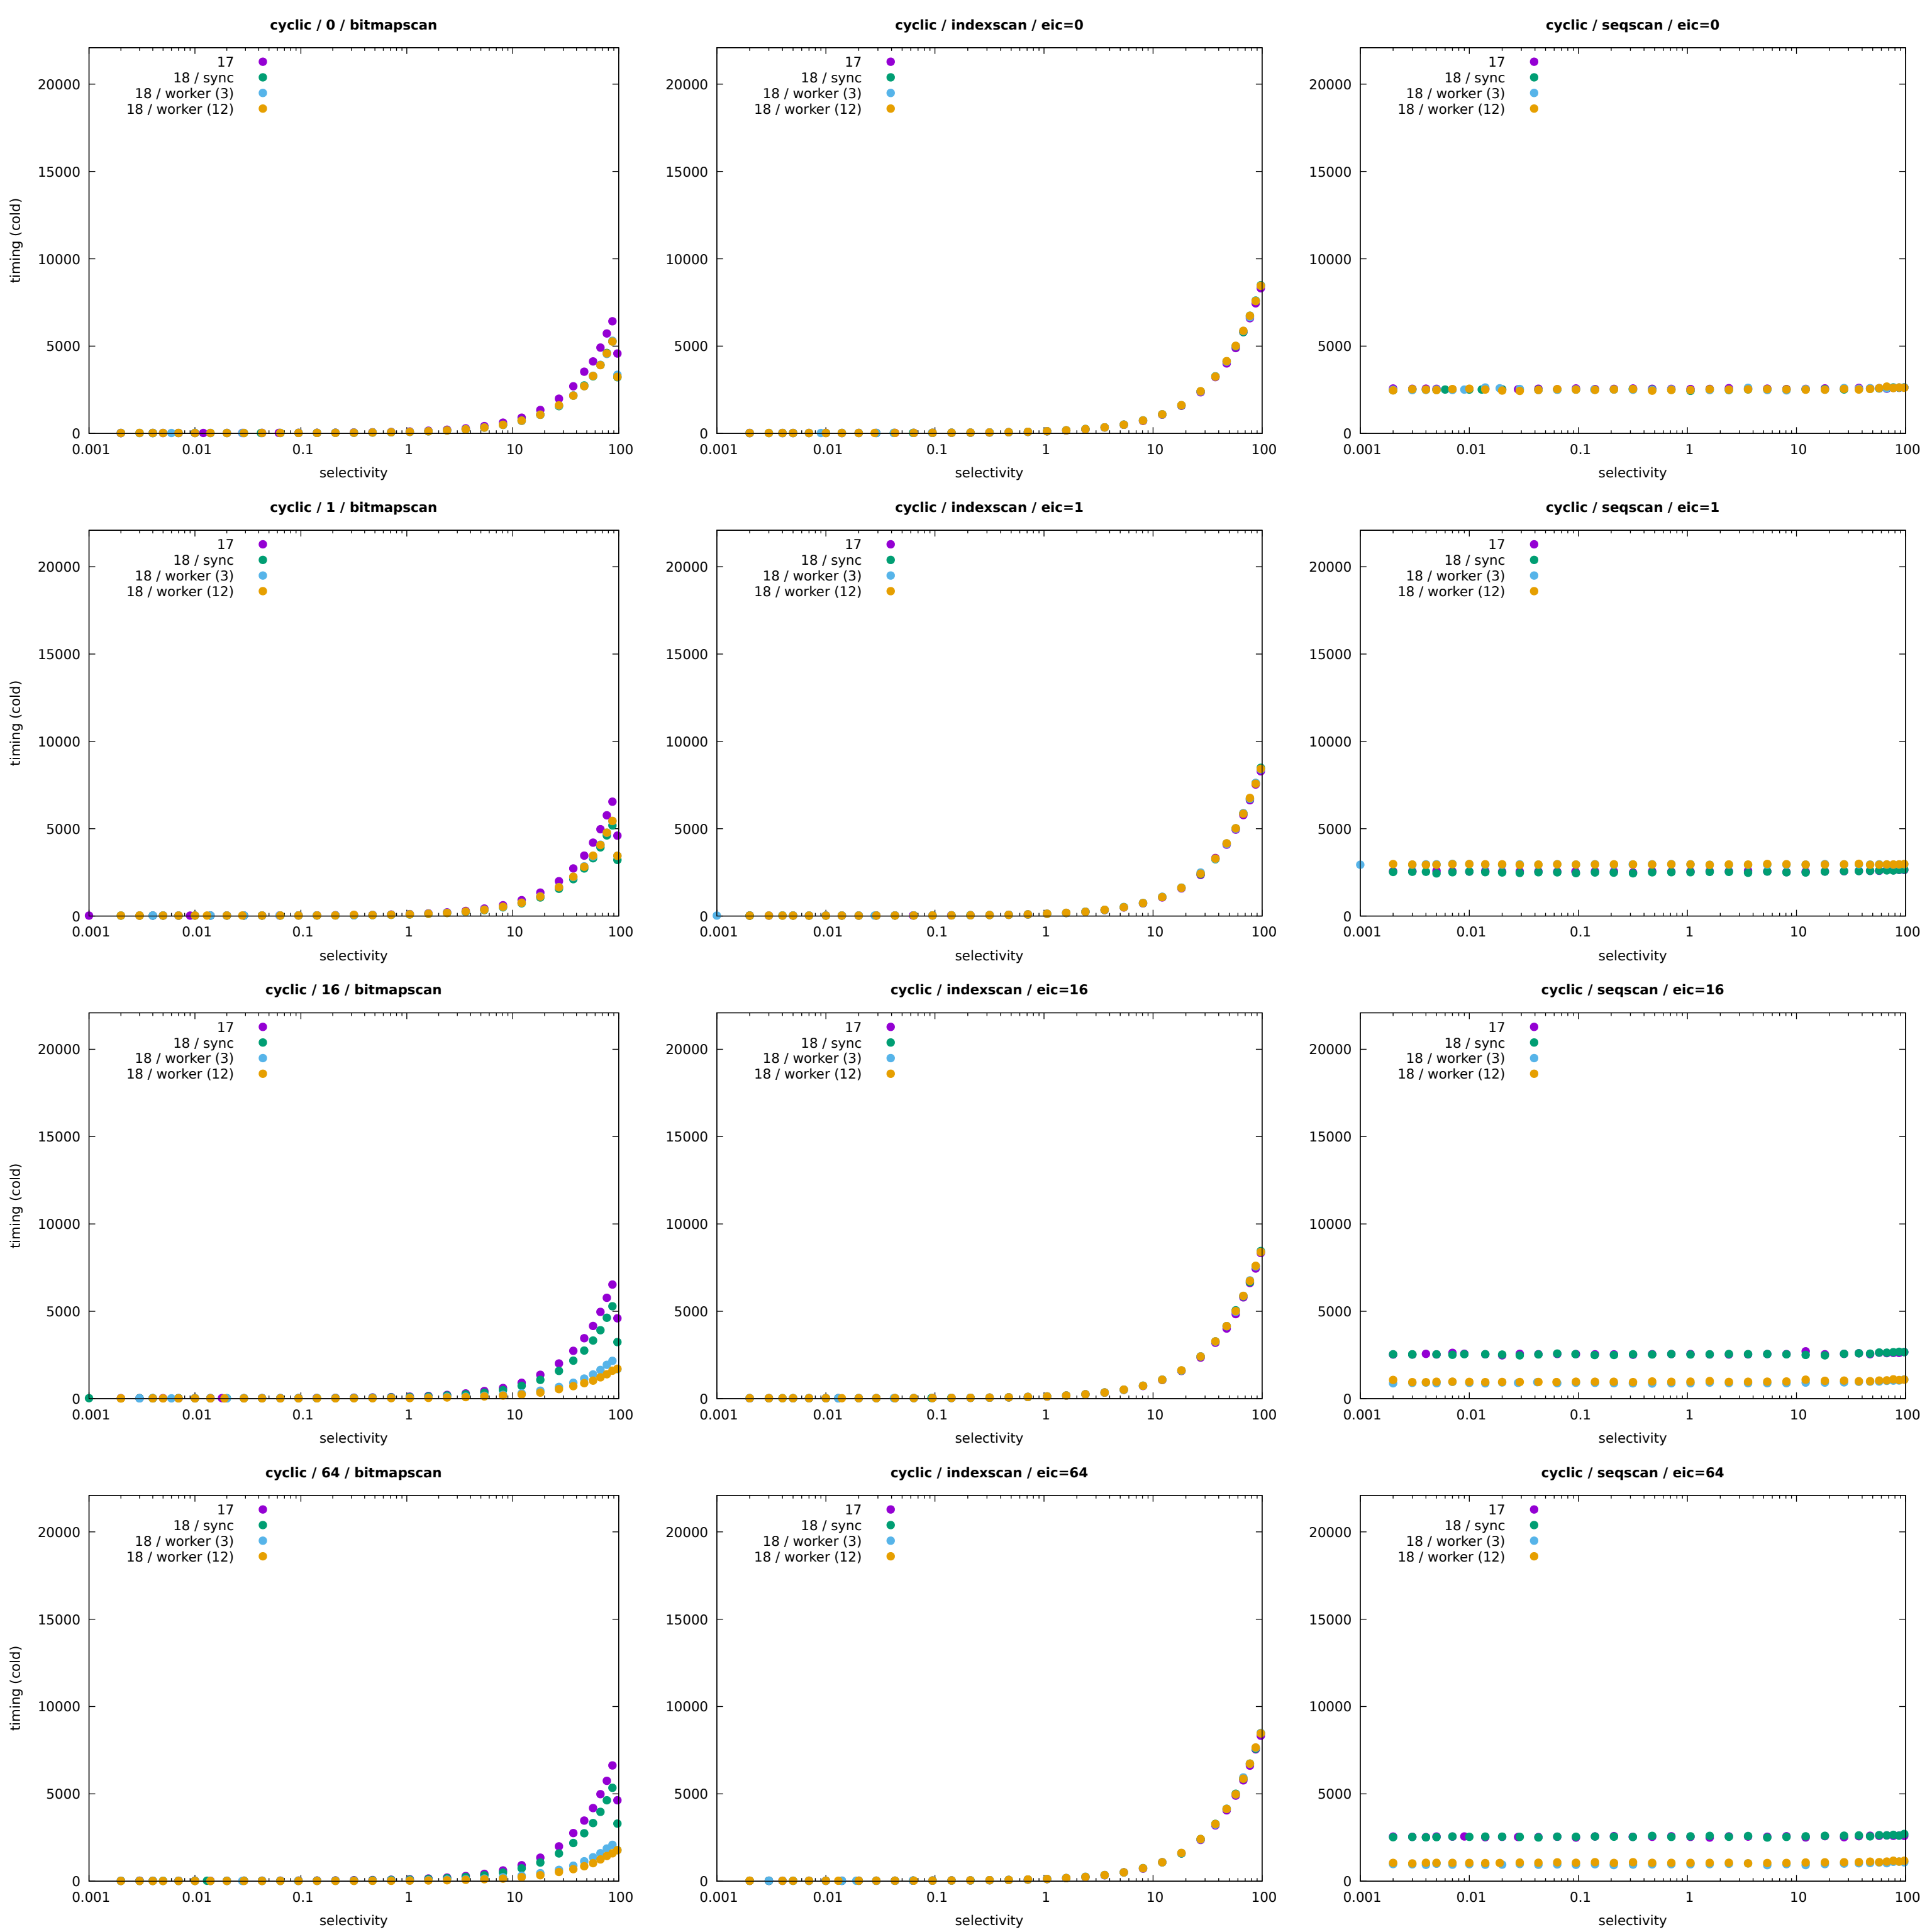 cyclic / 0 / bitmapscan
timing (cold)
20000
15000
10000
5000
0
0.001 0.01 0.1 1 10 100
selectivity
17
18 / sync
18 / worker (3)
18 / worker (12)
cyclic / indexscan / eic=0
20000
15000
10000
5000
0
0.001 0.01 0.1 1 10 100
selectivity
17
18 / sync
18 / worker (3)
18 / worker (12)
cyclic / seqscan / eic=0
20000
15000
10000
5000
0
0.001 0.01 0.1 1 10 100
selectivity
17
18 / sync
18 / worker (3)
18 / worker (12)
cyclic / 1 / bitmapscan
timing (cold)
20000
15000
10000
5000
0
0.001 0.01 0.1 1 10 100
selectivity
17
18 / sync
18 / worker (3)
18 / worker (12)
cyclic / indexscan / eic=1
20000
15000
10000
5000
0
0.001 0.01 0.1 1 10 100
selectivity
17
18 / sync
18 / worker (3)
18 / worker (12)
cyclic / seqscan / eic=1
20000
15000
10000
5000
0
0.001 0.01 0.1 1 10 100
selectivity
17
18 / sync
18 / worker (3)
18 / worker (12)
cyclic / 16 / bitmapscan
timing (cold)
20000
15000
10000
5000
0
0.001 0.01 0.1 1 10 100
selectivity
17
18 / sync
18 / worker (3)
18 / worker (12)
cyclic / indexscan / eic=16
20000
15000
10000
5000
0
0.001 0.01 0.1 1 10 100
selectivity
17
18 / sync
18 / worker (3)
18 / worker (12)
cyclic / seqscan / eic=16
20000
15000
10000
5000
0
0.001 0.01 0.1 1 10 100
selectivity
17
18 / sync
18 / worker (3)
18 / worker (12)
cyclic / 64 / bitmapscan
timing (cold)
20000
15000
10000
5000
0
0.001 0.01 0.1 1 10 100
selectivity
17
18 / sync
18 / worker (3)
18 / worker (12)
cyclic / indexscan / eic=64
20000
15000
10000
5000
0
0.001 0.01 0.1 1 10 100
selectivity
17
18 / sync
18 / worker (3)
18 / worker (12)
cyclic / seqscan / eic=64
20000
15000
10000
5000
0
0.001 0.01 0.1 1 10 100
selectivity
17
18 / sync
18 / worker (3)
18 / worker (12)